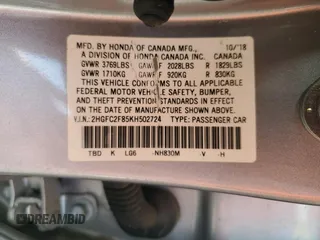 MFD. BY HONDA OF CANADA MFG., 10/18
A DIVISION OF HONDA CANADA INC. CANADA
GVWR 3769LBS GAWR F 2028LBS R 1829LBS
GVWR 1710KG GAWR F 920KG R 830KG
THIS VEHICLE CONFORMS TO ALL APPLICABLE
FEDERAL MOTOR VEHICLE SAFETY, BUMPER,
AND THEFT PREVENTION STANDARDS IN EFFECT
ON THE DATE OF MANUFACTURE SHOWN ABOVE.
V.I.N.: 2HGFC2F85KH502724 TYPE: PASSENGER CAR
TBD K LG6 -NH830M V -H
DREAMBID